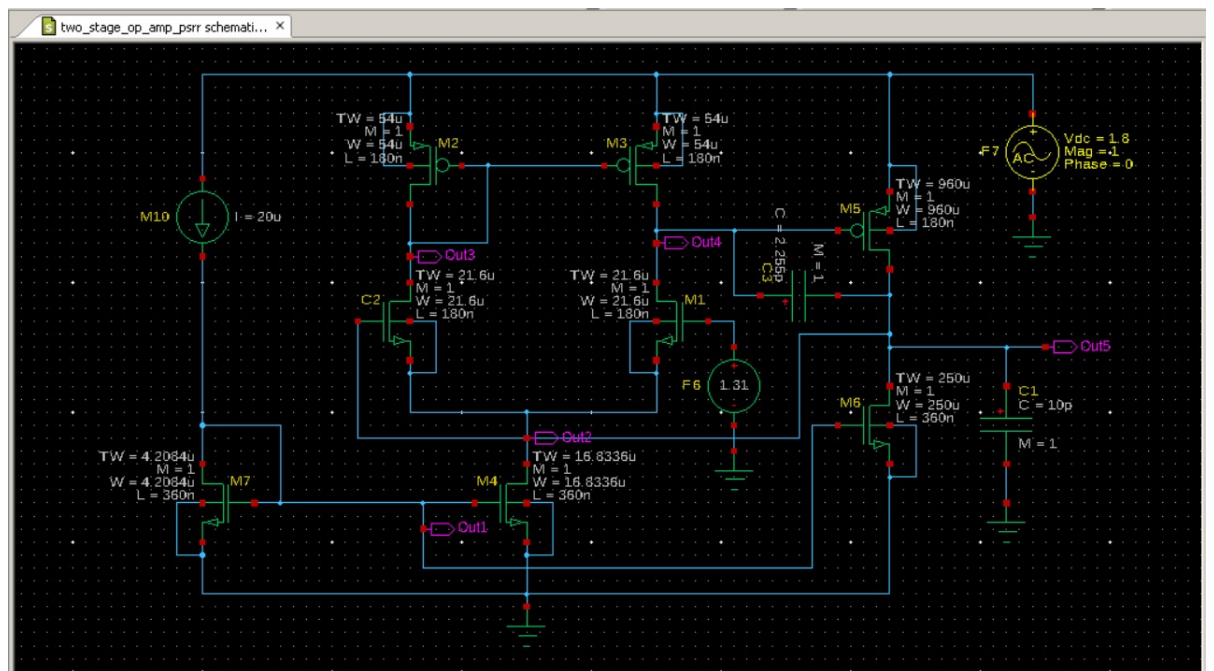 two_stage_op_amp_psrr schemati... ×
TW = 54u
M = 1
W = 54u
L = 180n
M2
TW = 54u
M = 1
W = 54u
L = 180n
M3
F7
AC
Vdc = 1.8
Mag = 1
Phase = 0
M10
I = 20u
TW = 960u
M = 1
W = 960u
L = 180n
M5
Out3
Out4
C = 2.255p
C3
M = 1
TW = 21.6u
M = 1
W = 21.6u
L = 180n
C2
TW = 21.6u
M = 1
W = 21.6u
L = 180n
M1
F6
1.31
Out5
TW = 250u
M = 1
W = 250u
L = 360n
M6
C1
C = 10p
M = 1
Out2
TW = 4.2084u
M = 1
W = 4.2084u
L = 360n
M7
TW = 16.8336u
M = 1
W = 16.8336u
L = 360n
M4
Out1